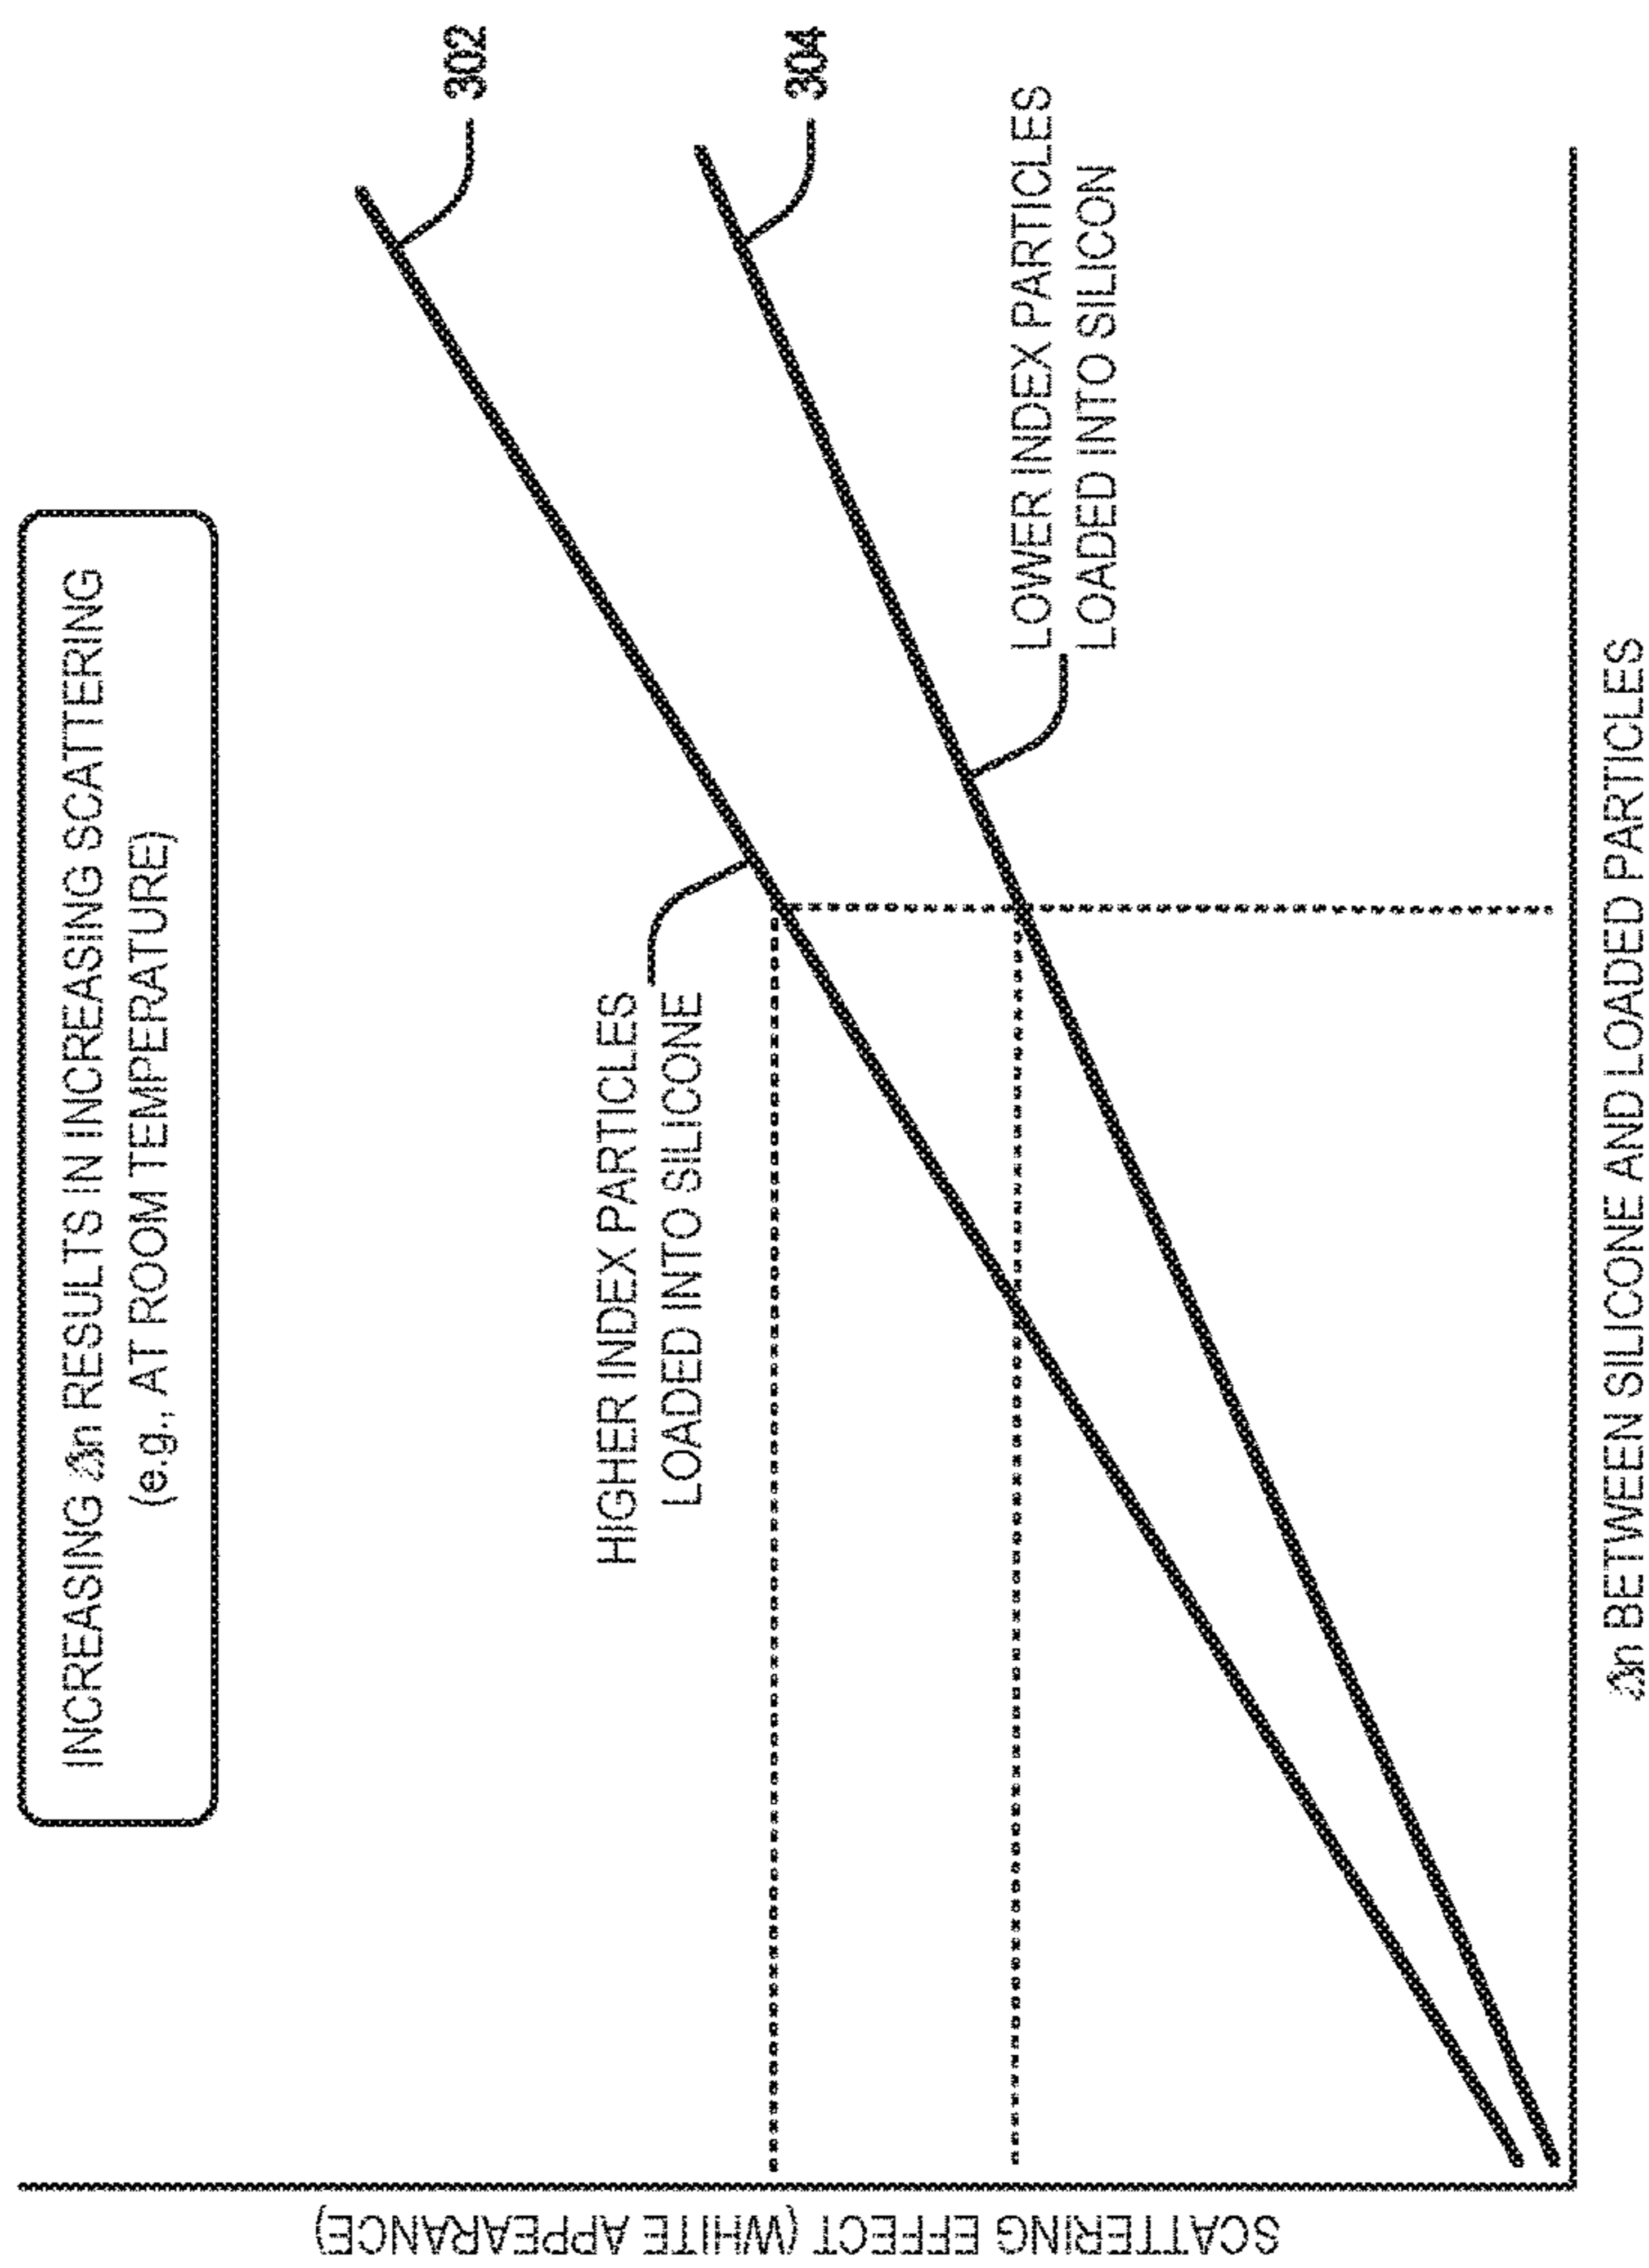 INCREASING Δn RESULTS IN INCREASING SCATTERING
(e.g., AT ROOM TEMPERATURE)
302
304
HIGHER INDEX PARTICLES
LOADED INTO SILICONE
LOWER INDEX PARTICLES
LOADED INTO SILICON
SCATTERING EFFECT (WHITE APPEARANCE)
Δn BETWEEN SILICONE AND LOADED PARTICLES